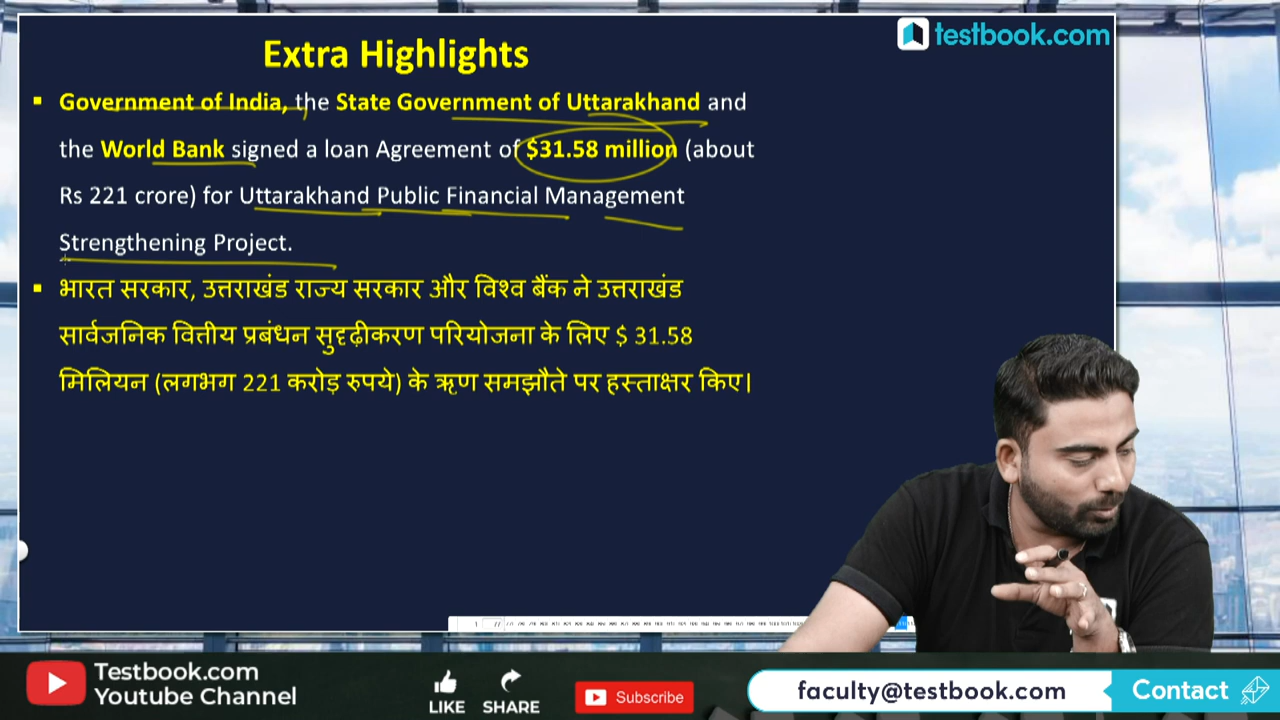 testbook.com
Extra Highlights
▪ Government of India, the State Government of Uttarakhand and
the World Bank signed a loan Agreement of $31.58 million (about
Rs 221 crore) for Uttarakhand Public Financial Management
Strengthening Project.
▪ भारत सरकार, उत्तराखंड राज्य सरकार और विश्व बैंक ने उत्तराखंड
सार्वजनिक वित्तीय प्रबंधन सुदृढ़ीकरण परियोजना के लिए $ 31.58
मिलियन (लगभग 221 करोड़ रुपये) के ऋण समझौते पर हस्ताक्षर किए।
Testbook.com
Youtube Channel
LIKE
SHARE
Subscribe
faculty@testbook.com
Contact